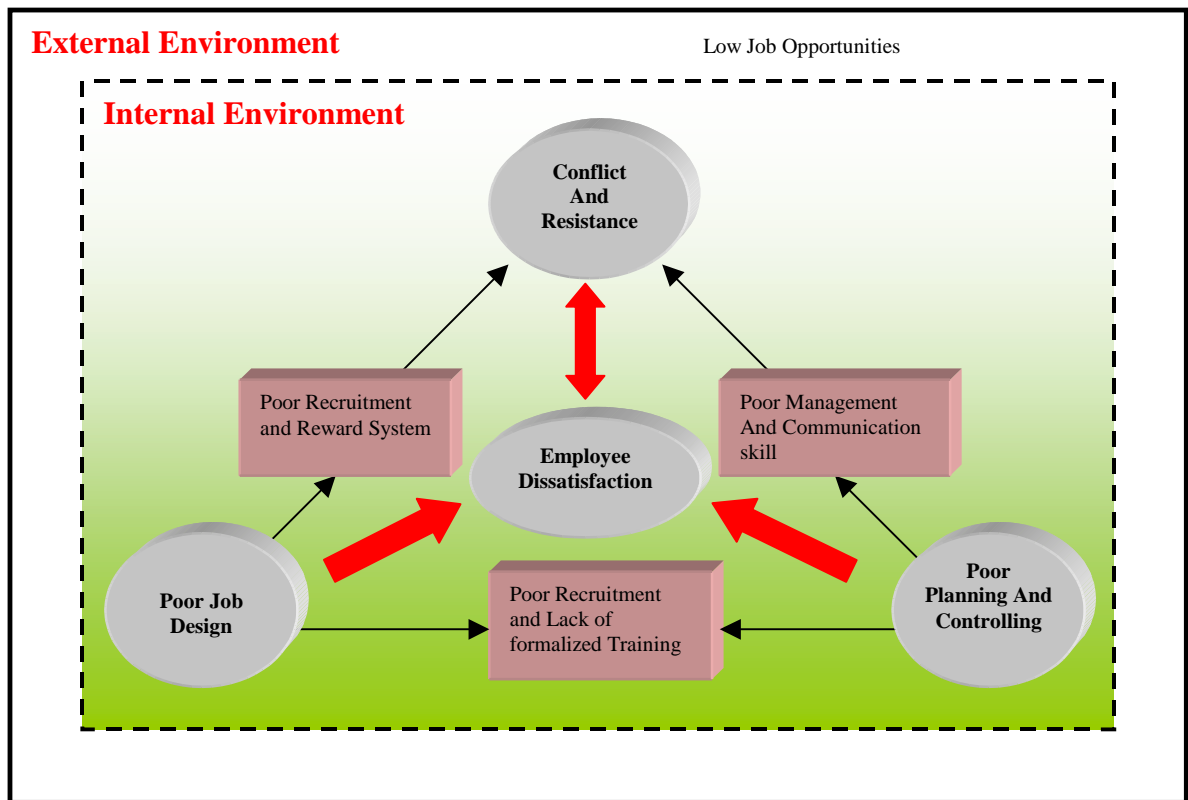 External Environment
Low Job Opportunities
Internal Environment
Conflict
And
Resistance
Poor Recruitment
and Reward System
Poor Management
And Communication
skill
Employee
Dissatisfaction
Poor Job
Design
Poor Recruitment
and Lack of
formalized Training
Poor
Planning And
Controlling